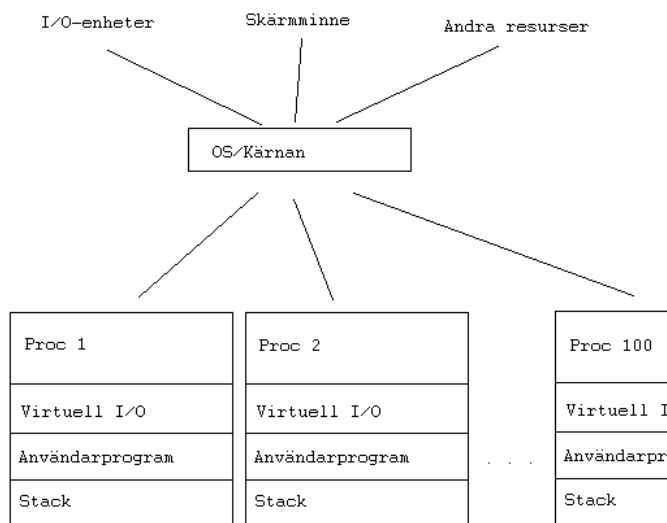 I/O-enheter
Skärmminne
Andra resurser
OS/Kärnan
Proc 1
Proc 2
Proc 100
Virtuell I/O
Virtuell I/O
Virtuell I
Användarprogram
Användarprogram
. . .
Användarpr
Stack
Stack
Stack